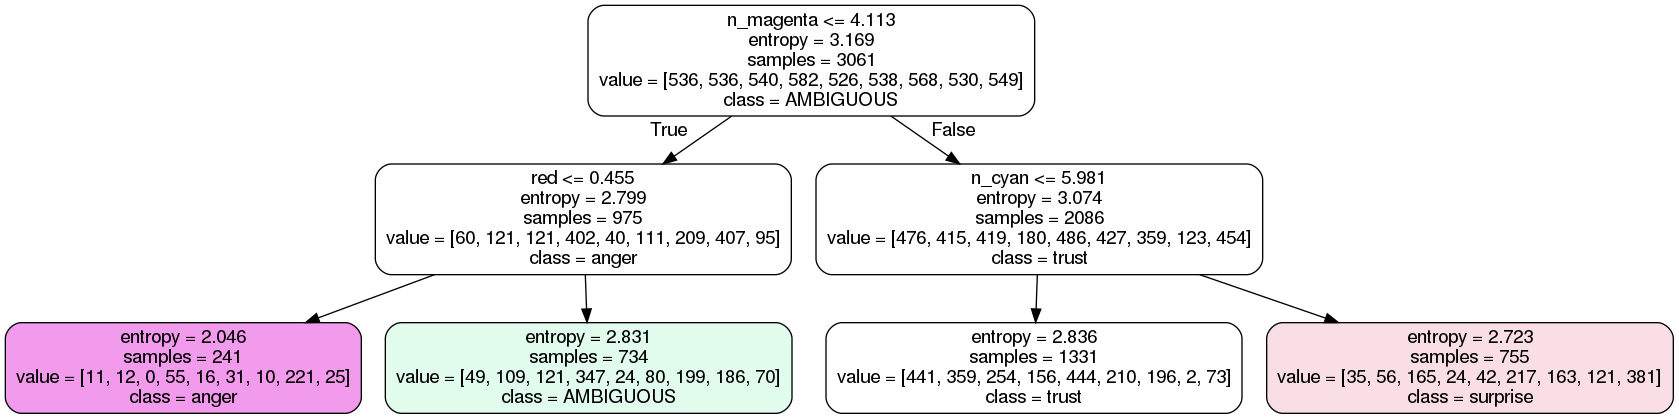 n_magenta <= 4.113
entropy = 3.169
samples = 3061
value = [536, 536, 540, 582, 526, 538, 568, 530, 549]
class = AMBIGUOUS
True
False
red <= 0.455
entropy = 2.799
samples = 975
value = [60, 121, 121, 402, 40, 111, 209, 407, 95]
class = anger
n_cyan <= 5.981
entropy = 3.074
samples = 2086
value = [476, 415, 419, 180, 486, 427, 359, 123, 454]
class = trust
entropy = 2.046
samples = 241
value = [11, 12, 0, 55, 16, 31, 10, 221, 25]
class = anger
entropy = 2.831
samples = 734
value = [49, 109, 121, 347, 24, 80, 199, 186, 70]
class = AMBIGUOUS
entropy = 2.836
samples = 1331
value = [441, 359, 254, 156, 444, 210, 196, 2, 73]
class = trust
entropy = 2.723
samples = 755
value = [35, 56, 165, 24, 42, 217, 163, 121, 381]
class = surprise